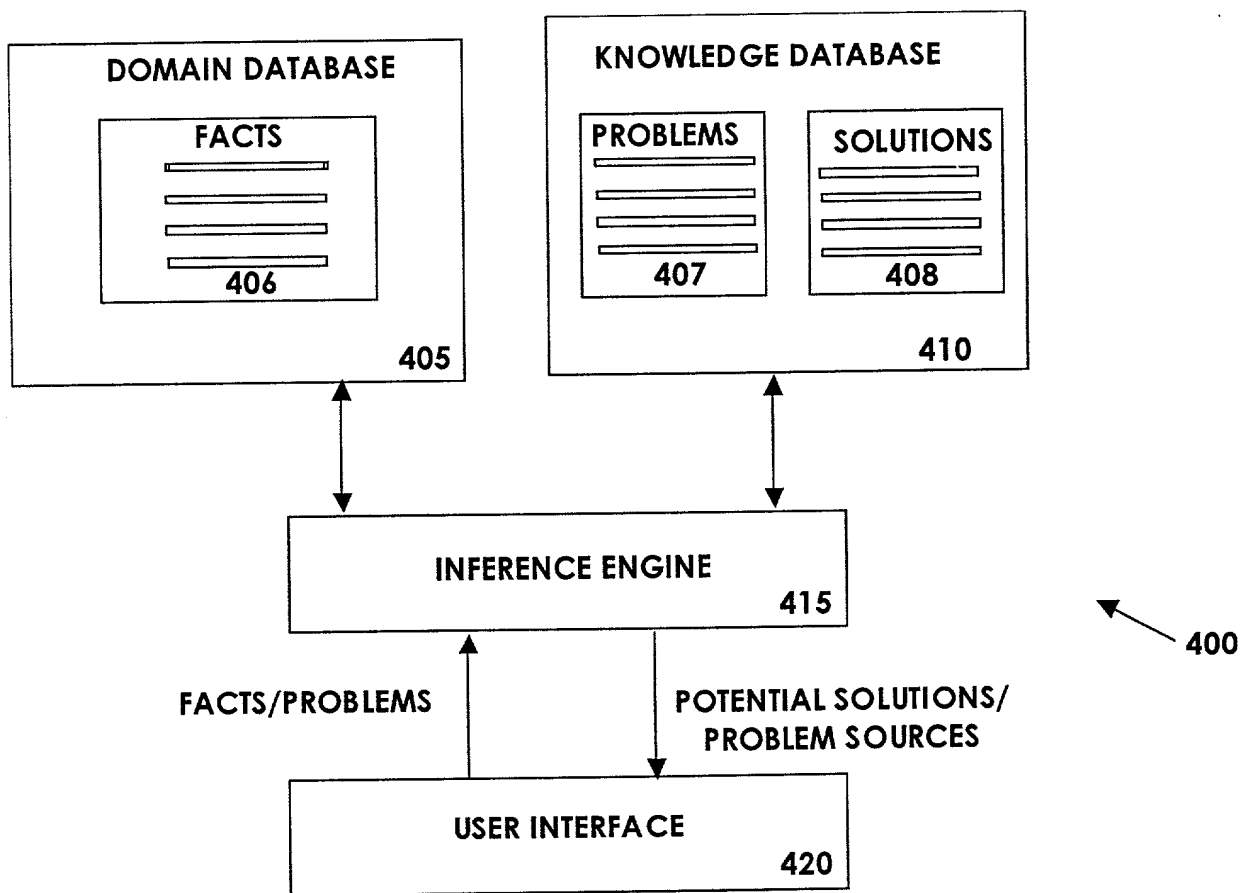 DOMAIN DATABASE
FACTS
406
405
KNOWLEDGE DATABASE
PROBLEMS
407
SOLUTIONS
408
410
INFERENCE ENGINE
415
400
FACTS/PROBLEMS
POTENTIAL SOLUTIONS/
PROBLEM SOURCES
USER INTERFACE
420